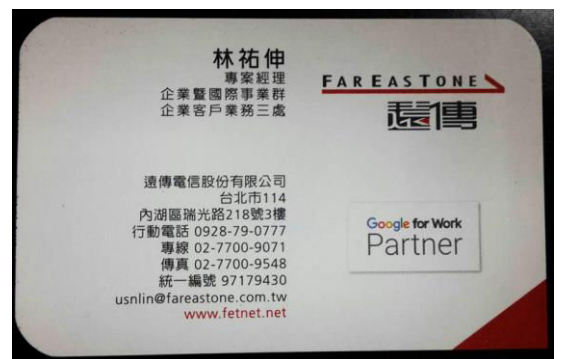 林祐伸
專案經理
企業暨國際事業群
企業客戶業務三處
FAREASTONE
遠傳
遠傳電信股份有限公司
台北市114
內湖區瑞光路218號3樓
行動電話 0928-79-0777
專線 02-7700-9071
傳真 02-7700-9548
統一編號 97179430
usnlin@fareastone.com.tw
www.fetnet.net
Google for Work
Partner